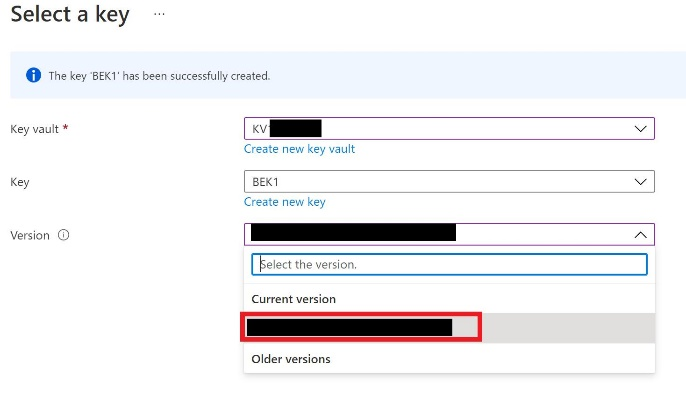 Select a key ...
The key 'BEK1' has been successfully created.
Key vault *
KV
Create new key vault
Key
BEK1
Create new key
Version
Select the version.
Current version
Older versions